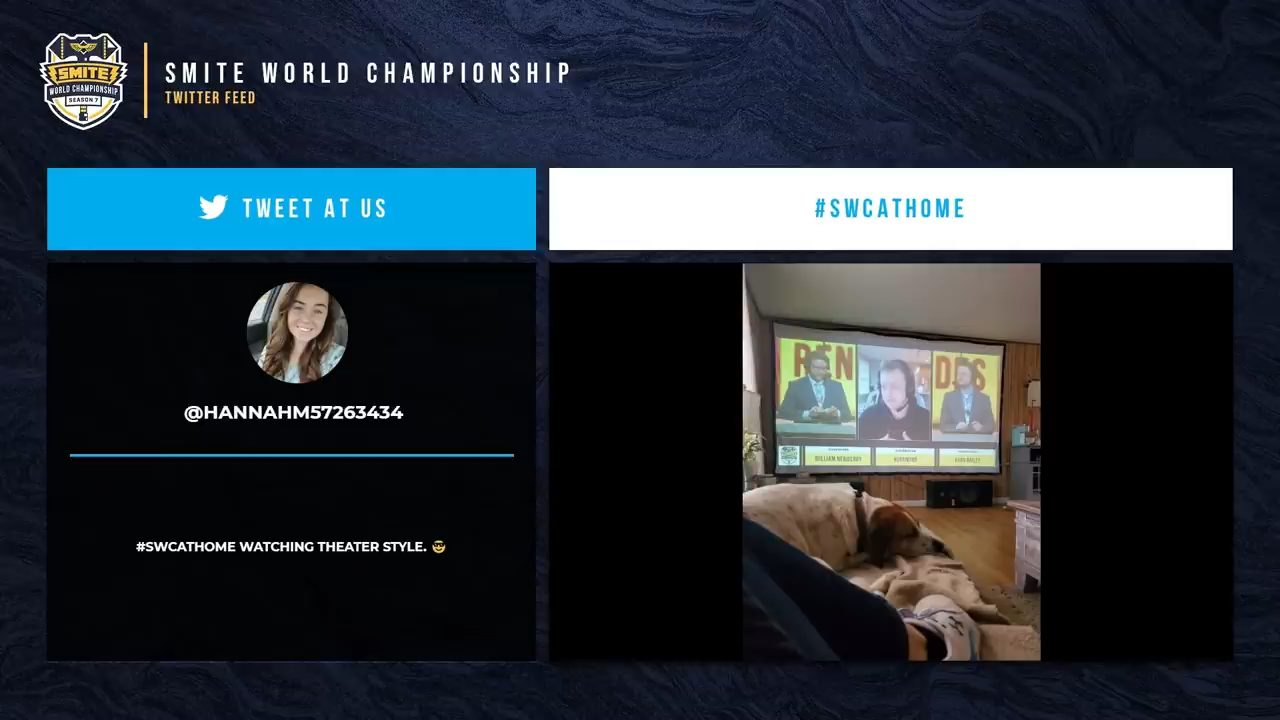 SMITE
WORLD CHAMPIONSHIP
SEASON 7
SMITE WORLD CHAMPIONSHIP
TWITTER FEED
TWEET AT US
#SWCATHOME
@HANNAHM57263434
#SWCATHOME WATCHING THEATER STYLE. 😎